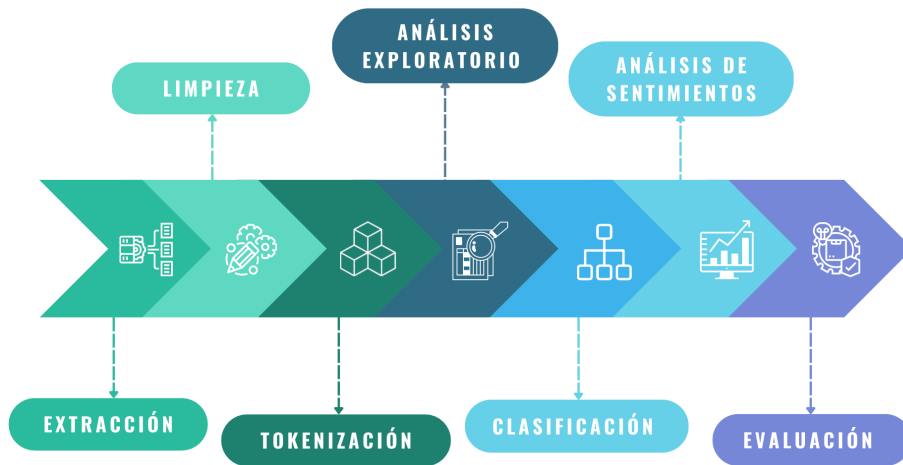 ANÁLISIS
EXPLORATORIO
ANÁLISIS DE
SENTIMIENTOS
LIMPIEZA
EXTRACCIÓN
TOKENIZACIÓN
CLASIFICACIÓN
EVALUACIÓN